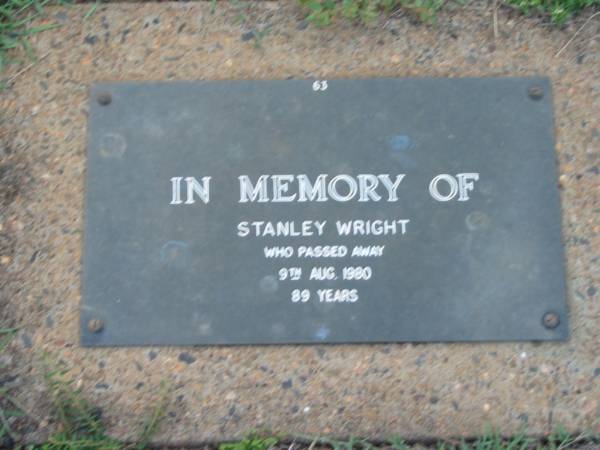 63
IN MEMORY OF
STANLEY WRIGHT
WHO PASSED AWAY
9TH AUG. 1980
89 YEARS